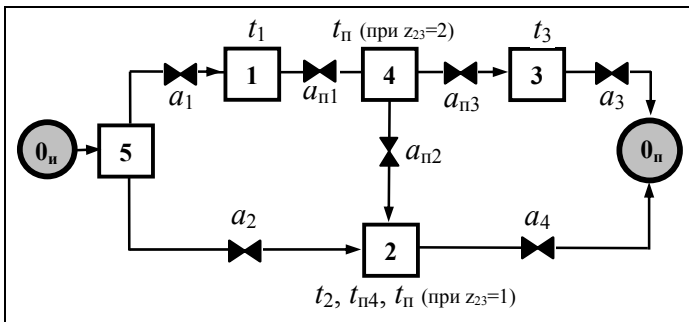 t₁ tп (при z₂₃=2) t₃
1 4 3
a₁ aп1 aп3 a₃
0и 5 aп2 0п
a₂ a₄
2
t₂, tп4, tп (при z₂₃=1)